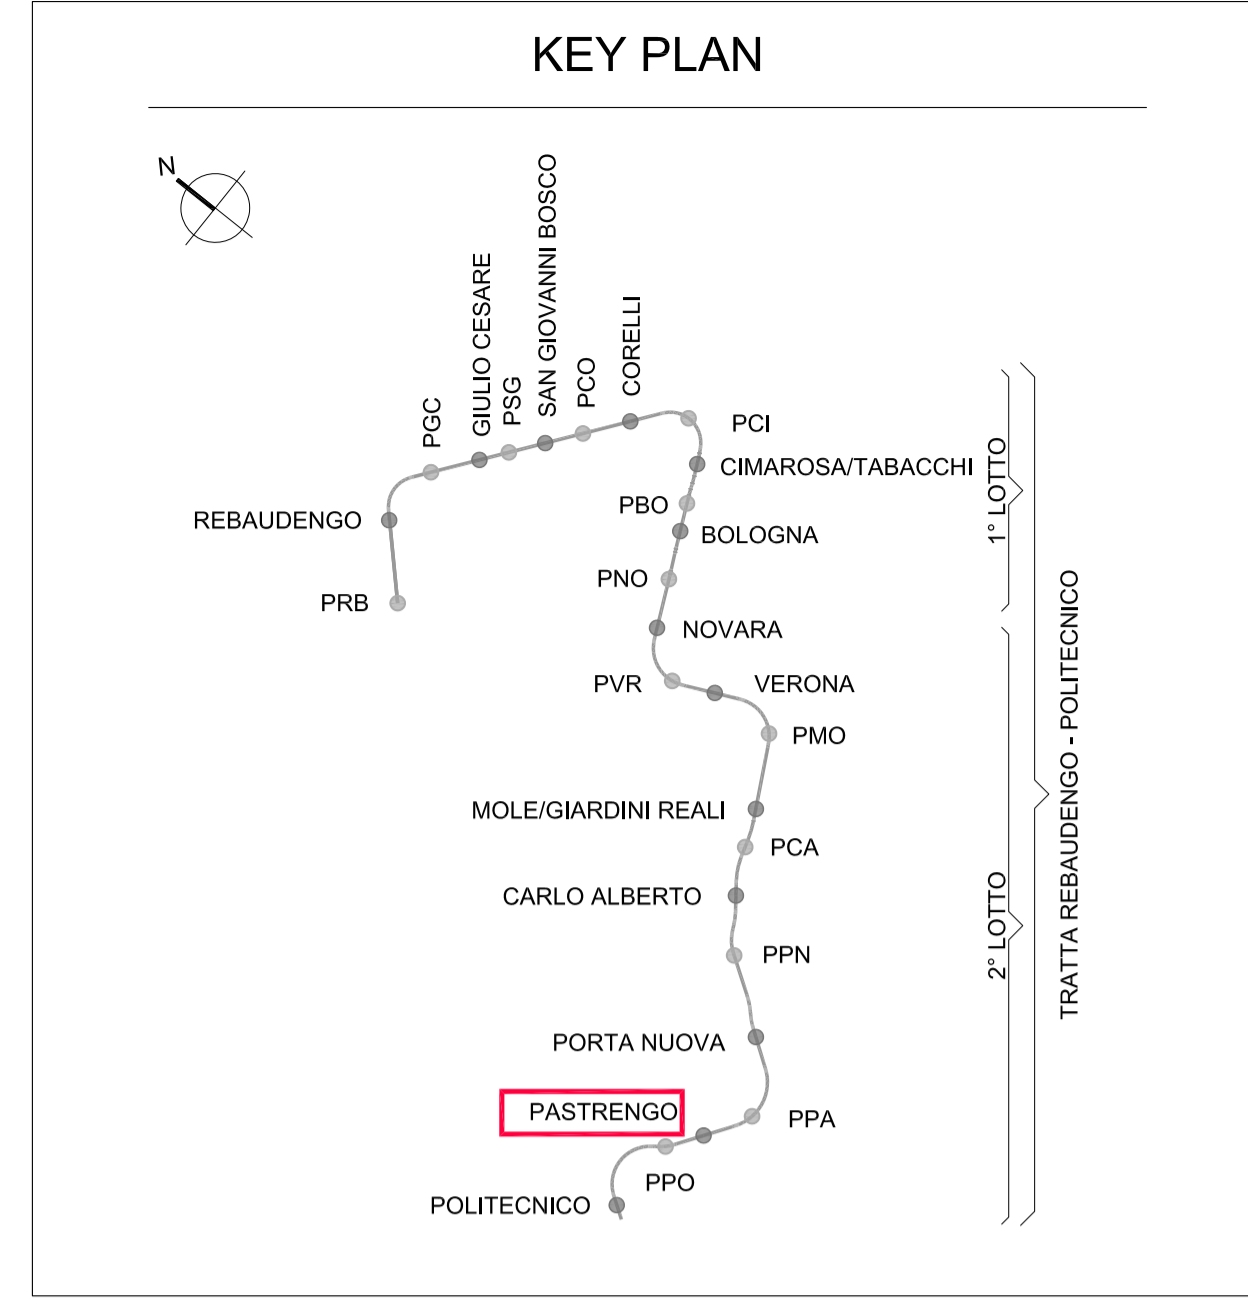 KEY PLAN
N
PGC
GIULIO CESARE
PSG
SAN GIOVANNI BOSCO
PCO
CORELLI
PCI
CIMAROSA/TABACCHI
PBO
REBAUDENGO
BOLOGNA
PNO
PRB
NOVARA
PVR
VERONA
PMO
MOLE/GIARDINI REALI
PCA
CARLO ALBERTO
PPN
PORTA NUOVA
PASTRENGO
PPA
PPO
POLITECNICO
1° LOTTO
2° LOTTO
TRATTA REBAUDENGO - POLITECNICO